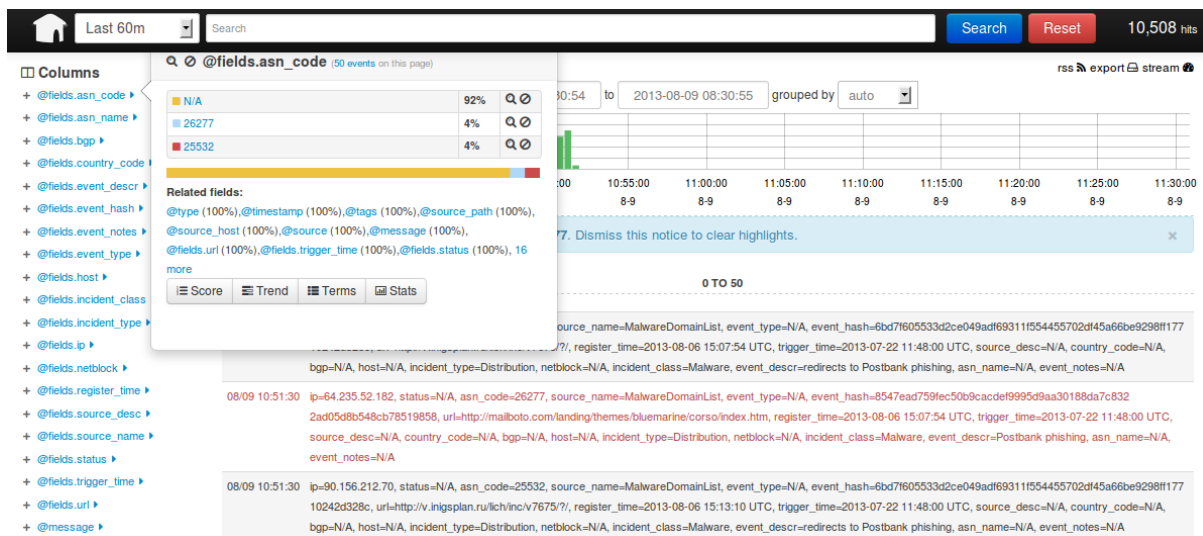 Last 60m
Search
Search
Reset
10,508 hits
Columns
@fields.asn_code
@fields.asn_name
@fields.bgp
@fields.country_code
@fields.event_descr
@fields.event_hash
@fields.event_notes
@fields.event_type
@fields.host
@fields.incident_class
@fields.incident_type
@fields.ip
@fields.netblock
@fields.register_time
@fields.source_desc
@fields.source_name
@fields.status
@fields.trigger_time
@fields.url
@message
@fields.asn_code (50 events on this page)
N/A 92%
26277 4%
25532 4%
Related fields:
@type (100%),@timestamp (100%),@tags (100%),@source_path (100%),
@source_host (100%),@source (100%),@message (100%),
@fields.url (100%),@fields.trigger_time (100%),@fields.status (100%), 16
more
Score Trend Terms Stats
rss export stream
30:54 to 2013-08-09 08:30:55 grouped by auto
:00 10:55:00 11:00:00 11:05:00 11:10:00 11:15:00 11:20:00 11:25:00 11:30:00
8-9 8-9 8-9 8-9 8-9 8-9 8-9 8-9
77. Dismiss this notice to clear highlights. ×
0 TO 50
ource_name=MalwareDomainList, event_type=N/A, event_hash=6bd7f605533d2ce049adf69311f554455702df45a66be9298ff177
register_time=2013-08-06 15:07:54 UTC, trigger_time=2013-07-22 11:48:00 UTC, source_desc=N/A, country_code=N/A,
bgp=N/A, host=N/A, incident_type=Distribution, netblock=N/A, incident_class=Malware, event_descr=redirects to Postbank phishing, asn_name=N/A, event_notes=N/A
08/09 10:51:30 ip=64.235.52.182, status=N/A, asn_code=26277, source_name=MalwareDomainList, event_type=N/A, event_hash=8547ead759fec50b9cacdef9995d9aa30188da7c832
2ad05d8b548cb78519858, url=http://mailboto.com/landing/themes/bluemarine/corso/index.htm, register_time=2013-08-06 15:07:54 UTC, trigger_time=2013-07-22 11:48:00 UTC,
source_desc=N/A, country_code=N/A, bgp=N/A, host=N/A, incident_type=Distribution, netblock=N/A, incident_class=Malware, event_descr=Postbank phishing, asn_name=N/A,
event_notes=N/A
08/09 10:51:30 ip=90.156.212.70, status=N/A, asn_code=25532, source_name=MalwareDomainList, event_type=N/A, event_hash=6bd7f605533d2ce049adf69311f554455702df45a66be9298ff177
10242d328c, url=http://v.inigsplan.ru/lich/inc/v7675/?/, register_time=2013-08-06 15:13:10 UTC, trigger_time=2013-07-22 11:48:00 UTC, source_desc=N/A, country_code=N/A,
bgp=N/A, host=N/A, incident_type=Distribution, netblock=N/A, incident_class=Malware, event_descr=redirects to Postbank phishing, asn_name=N/A, event_notes=N/A